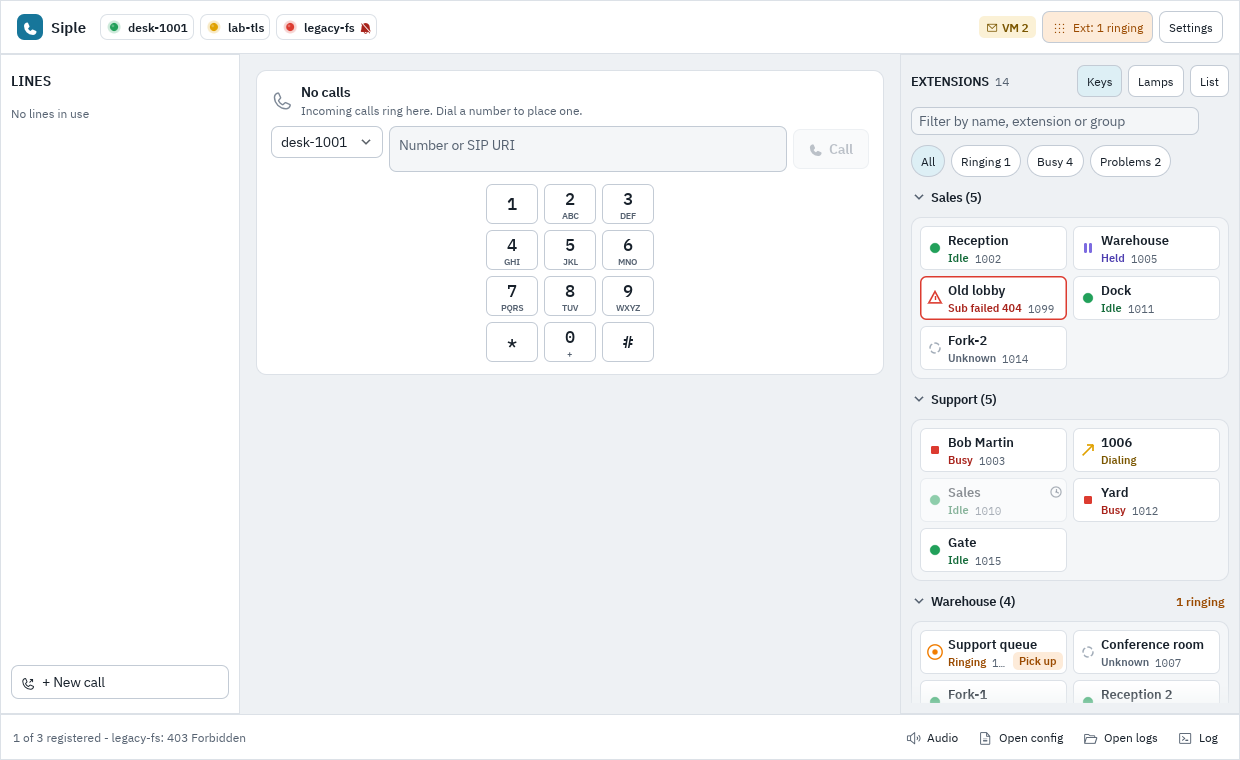 Siple
desk-1001
lab-tls
legacy-fs
VM 2
Ext: 1 ringing
Settings
LINES
No lines in use
+ New call
No calls
Incoming calls ring here. Dial a number to place one.
desk-1001
Number or SIP URI
Call
1
2
ABC
3
DEF
4
GHI
5
JKL
6
MNO
7
PQRS
8
TUV
9
WXYZ
*
0
+
#
EXTENSIONS 14
Keys
Lamps
List
Filter by name, extension or group
All
Ringing 1
Busy 4
Problems 2
Sales (5)
Reception
Idle 1002
Warehouse
Held 1005
Old lobby
Sub failed 404 1099
Dock
Idle 1011
Fork-2
Unknown 1014
Support (5)
Bob Martin
Busy 1003
1006
Dialing
Sales
Idle 1010
Yard
Busy 1012
Gate
Idle 1015
Warehouse (4)
1 ringing
Support queue
Ringing 1… Pick up
Conference room
Unknown 1007
Fork-1
Reception 2
1 of 3 registered - legacy-fs: 403 Forbidden
Audio
Open config
Open logs
Log